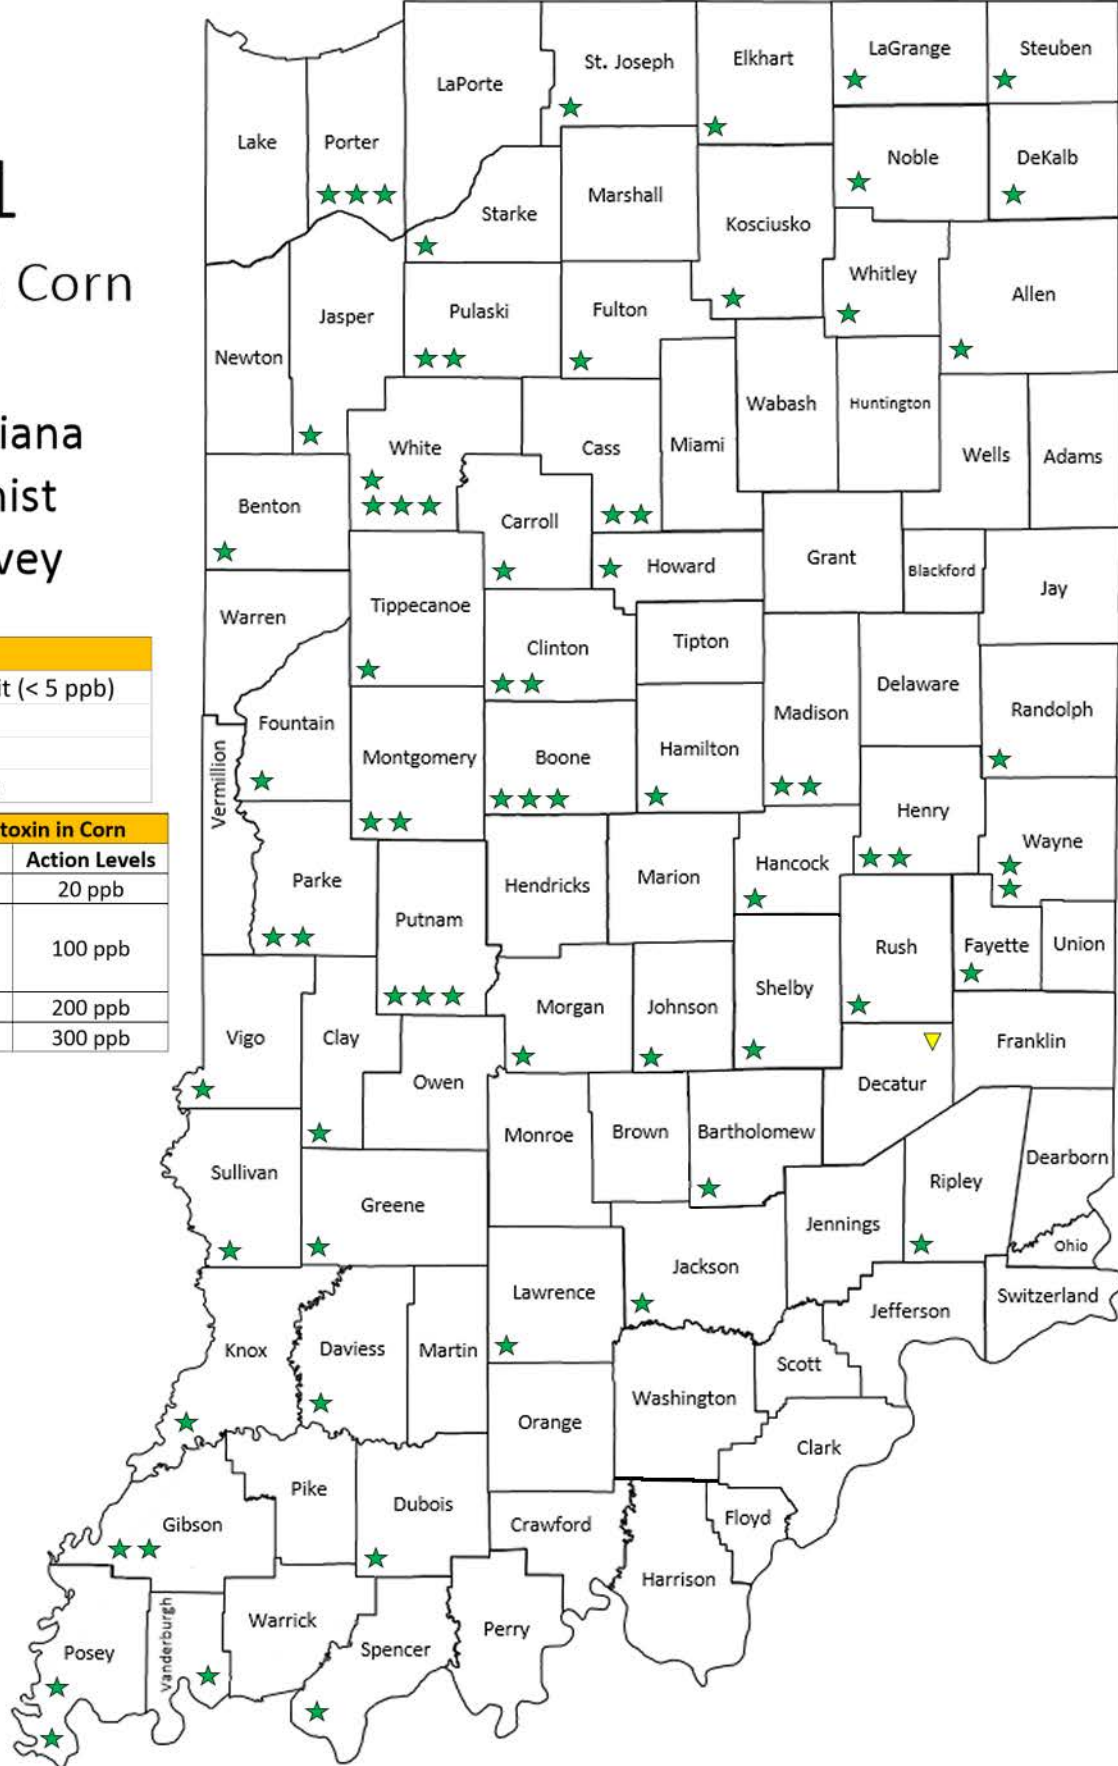 1
Corn
iana
nist
vey
it (< 5 ppb)
toxin in Corn
Action Levels
20 ppb
100 ppb
200 ppb
300 ppb
Lake
Porter
LaPorte
St. Joseph
Elkhart
LaGrange
Steuben
Noble
DeKalb
Starke
Marshall
Kosciusko
Whitley
Allen
Newton
Jasper
Pulaski
Fulton
Wabash
Huntington
Wells
Adams
White
Cass
Miami
Benton
Carroll
Howard
Grant
Blackford
Jay
Warren
Tippecanoe
Clinton
Tipton
Madison
Delaware
Randolph
Fountain
Vermillion
Montgomery
Boone
Hamilton
Henry
Wayne
Parke
Putnam
Hendricks
Marion
Hancock
Rush
Fayette
Union
Vigo
Clay
Owen
Morgan
Johnson
Shelby
Decatur
Franklin
Sullivan
Greene
Monroe
Brown
Bartholomew
Jennings
Ripley
Dearborn
Ohio
Switzerland
Knox
Daviess
Martin
Lawrence
Jackson
Jefferson
Scott
Orange
Washington
Clark
Gibson
Pike
Dubois
Crawford
Floyd
Harrison
Posey
Vanderburgh
Warrick
Spencer
Perry